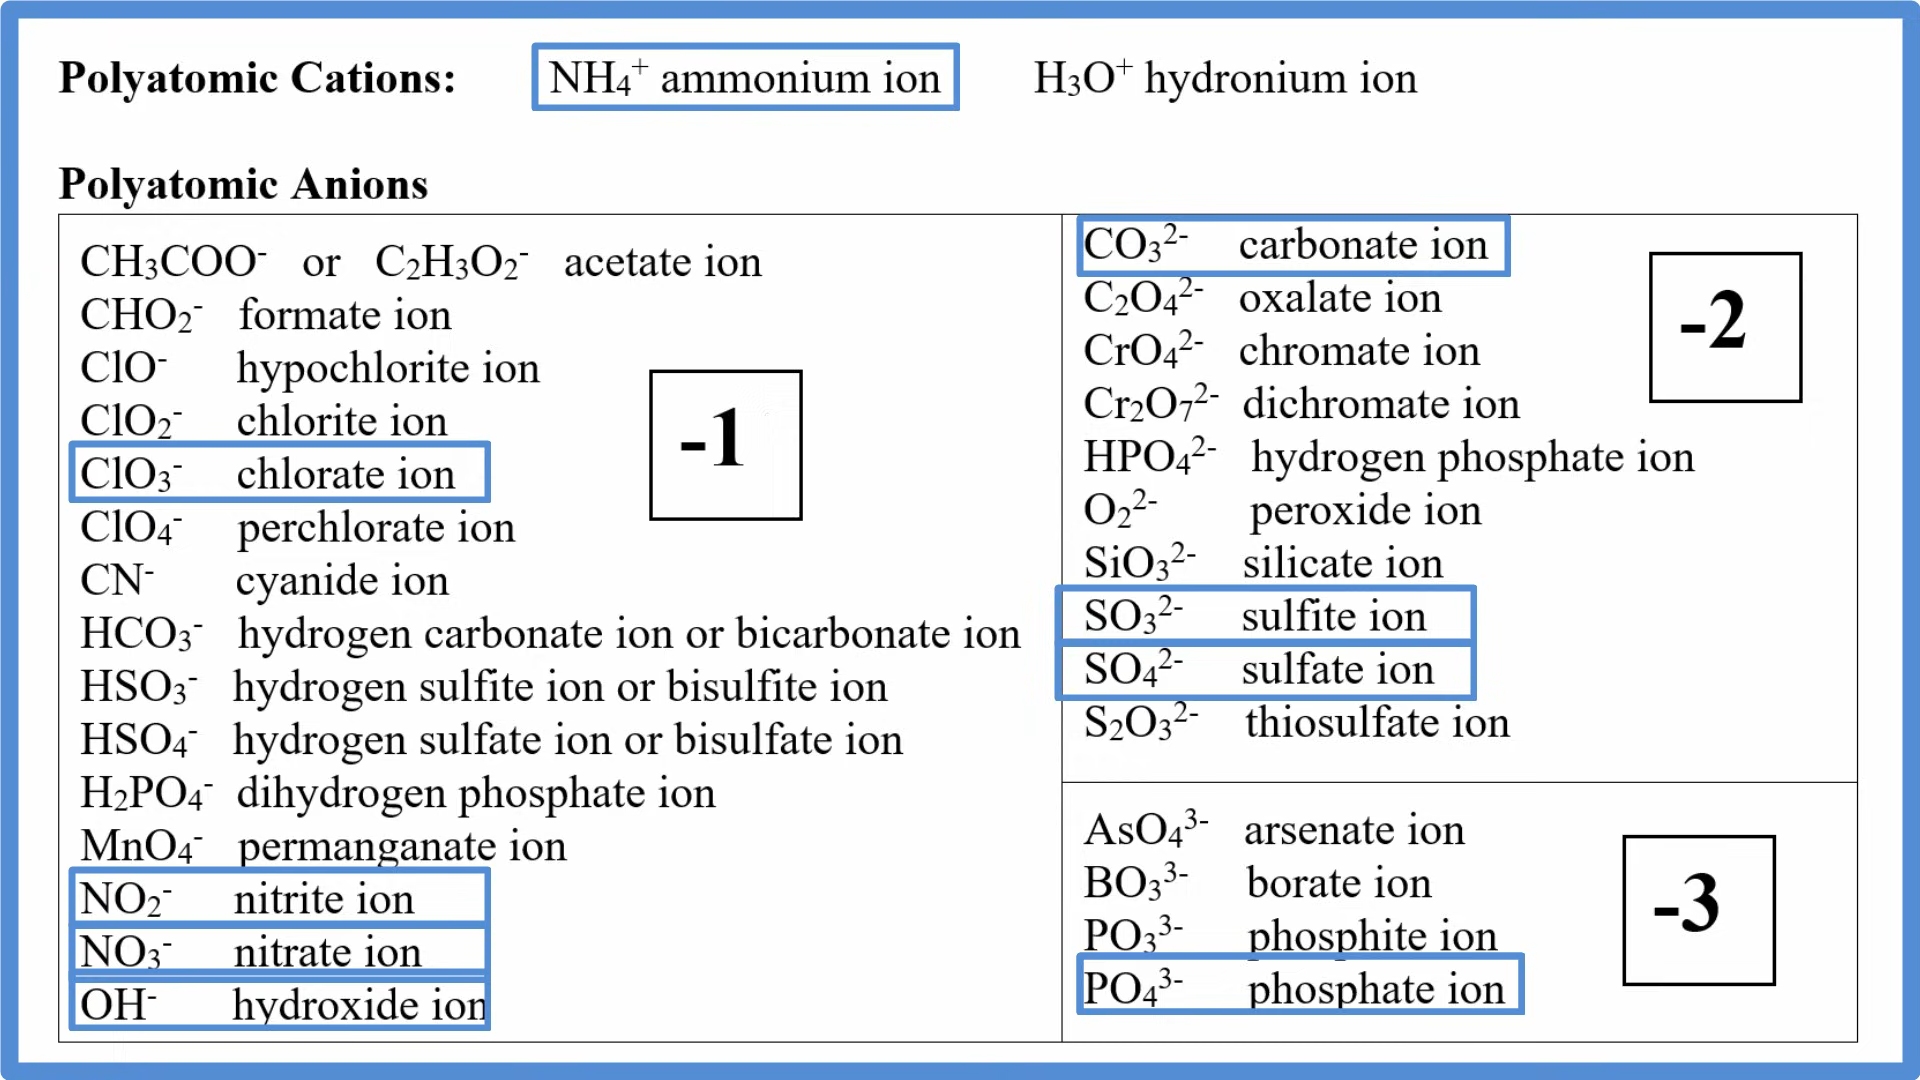 Polyatomic Cations: NH₄⁺ ammonium ion H₃O⁺ hydronium ion
Polyatomic Anions
CH₃COO⁻ or C₂H₃O₂⁻ acetate ion
CHO₂⁻ formate ion
ClO⁻ hypochlorite ion
ClO₂⁻ chlorite ion
ClO₃⁻ chlorate ion
ClO₄⁻ perchlorate ion
CN⁻ cyanide ion
HCO₃⁻ hydrogen carbonate ion or bicarbonate ion
HSO₃⁻ hydrogen sulfite ion or bisulfite ion
HSO₄⁻ hydrogen sulfate ion or bisulfate ion
H₂PO₄⁻ dihydrogen phosphate ion
MnO₄⁻ permanganate ion
NO₂⁻ nitrite ion
NO₃⁻ nitrate ion
OH⁻ hydroxide ion
-1
CO₃²⁻ carbonate ion
C₂O₄²⁻ oxalate ion
CrO₄²⁻ chromate ion
Cr₂O₇²⁻ dichromate ion
HPO₄²⁻ hydrogen phosphate ion
O₂²⁻ peroxide ion
SiO₃²⁻ silicate ion
SO₃²⁻ sulfite ion
SO₄²⁻ sulfate ion
S₂O₃²⁻ thiosulfate ion
-2
AsO₄³⁻ arsenate ion
BO₃³⁻ borate ion
PO₃³⁻ phosphite ion
PO₄³⁻ phosphate ion
-3